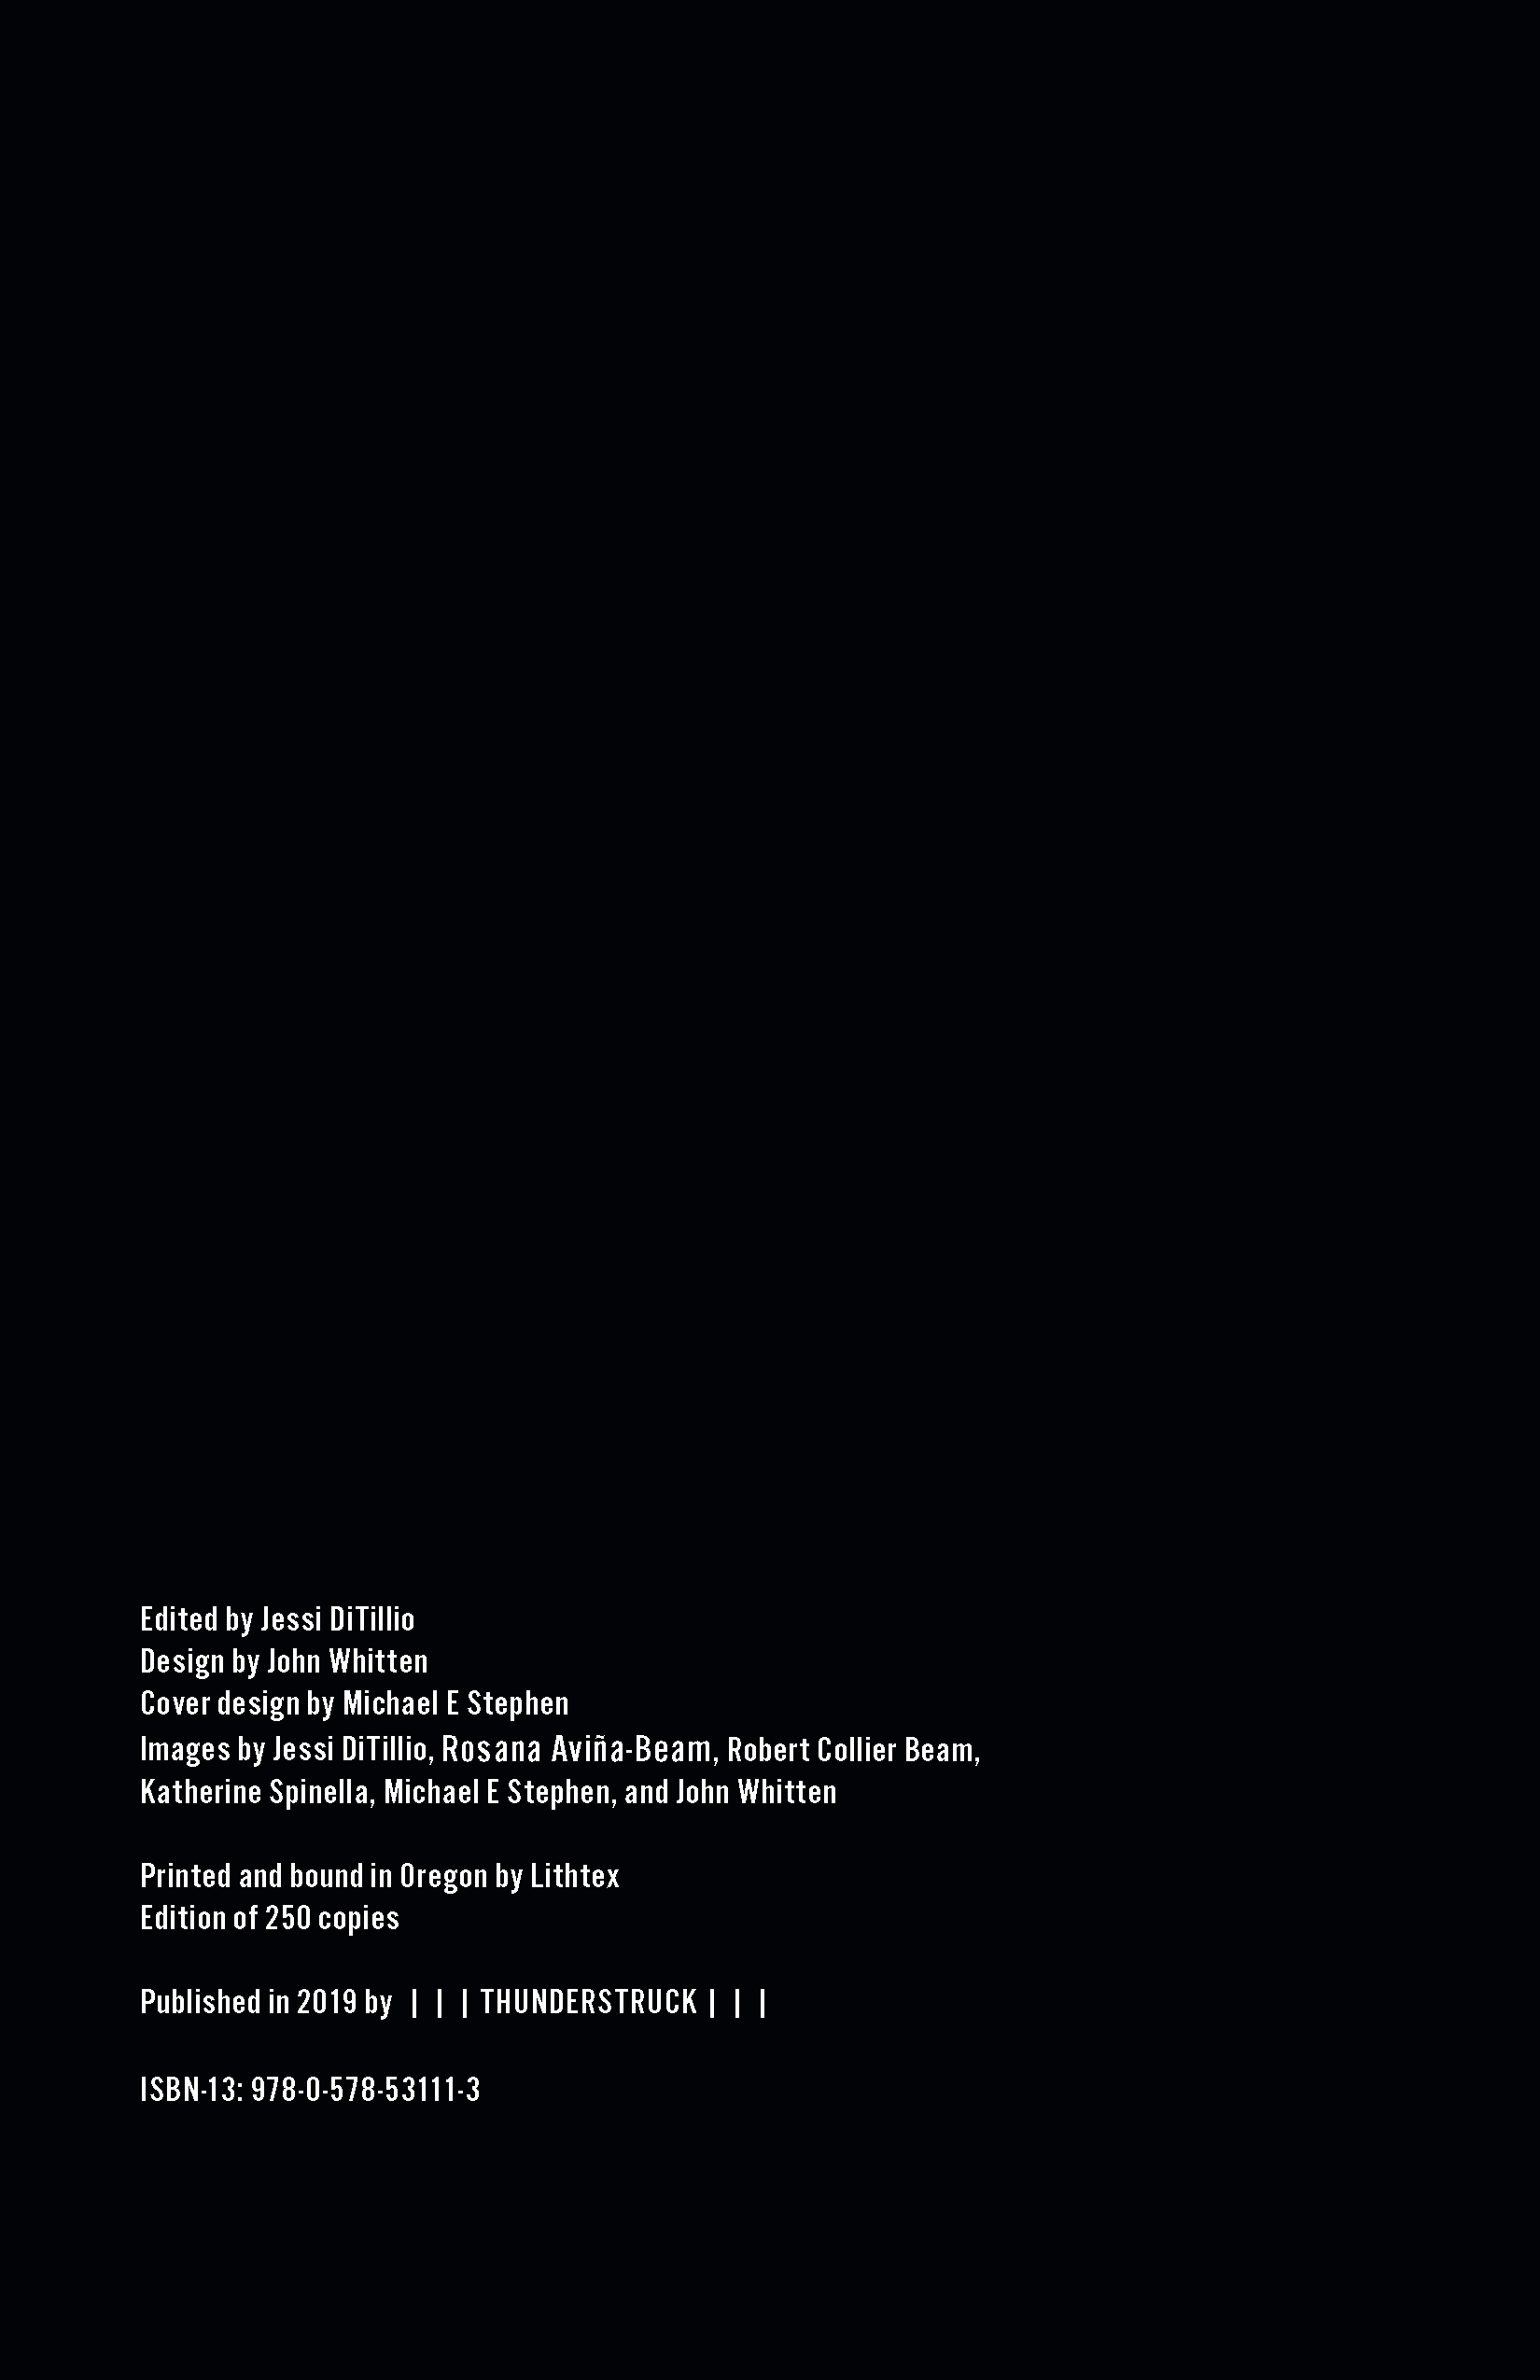 Edited by Jessi DiTillio
Design by John Whitten
Cover design by Michael E Stephen
Images by Jessi DiTillio, Rosana Aviña-Beam, Robert Collier Beam,
Katherine Spinella, Michael E Stephen, and John Whitten
Printed and bound in Oregon by Lithtex
Edition of 250 copies
Published in 2019 by | | | THUNDERSTRUCK | | |
ISBN-13: 978-0-578-53111-3